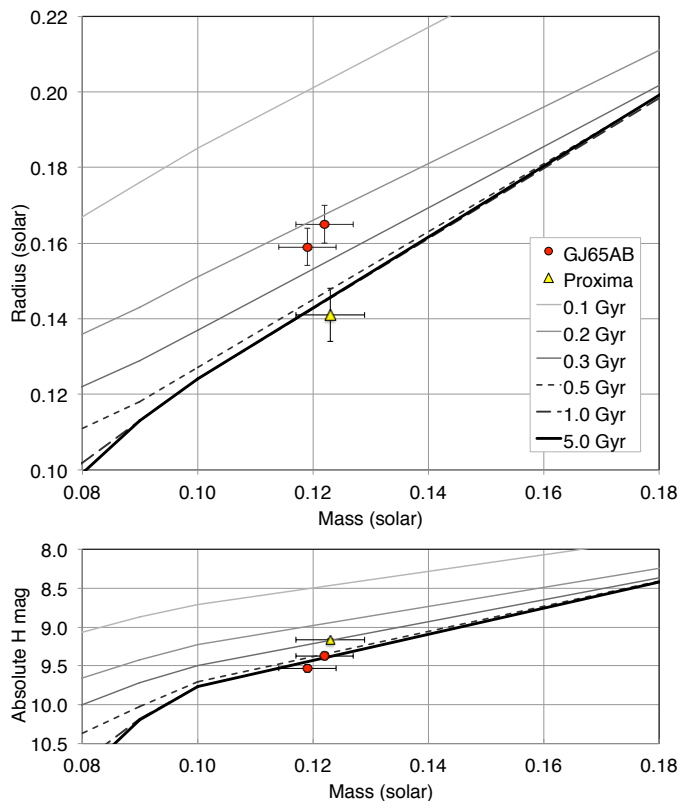 0.22
0.20
0.18
0.16
0.14
0.12
0.10
Radius (solar)
GJ65AB
Proxima
0.1 Gyr
0.2 Gyr
0.3 Gyr
0.5 Gyr
1.0 Gyr
5.0 Gyr
0.08 0.10 0.12 0.14 0.16 0.18
Mass (solar)
8.0
8.5
9.0
9.5
10.0
10.5
Absolute H mag
0.08 0.10 0.12 0.14 0.16 0.18
Mass (solar)